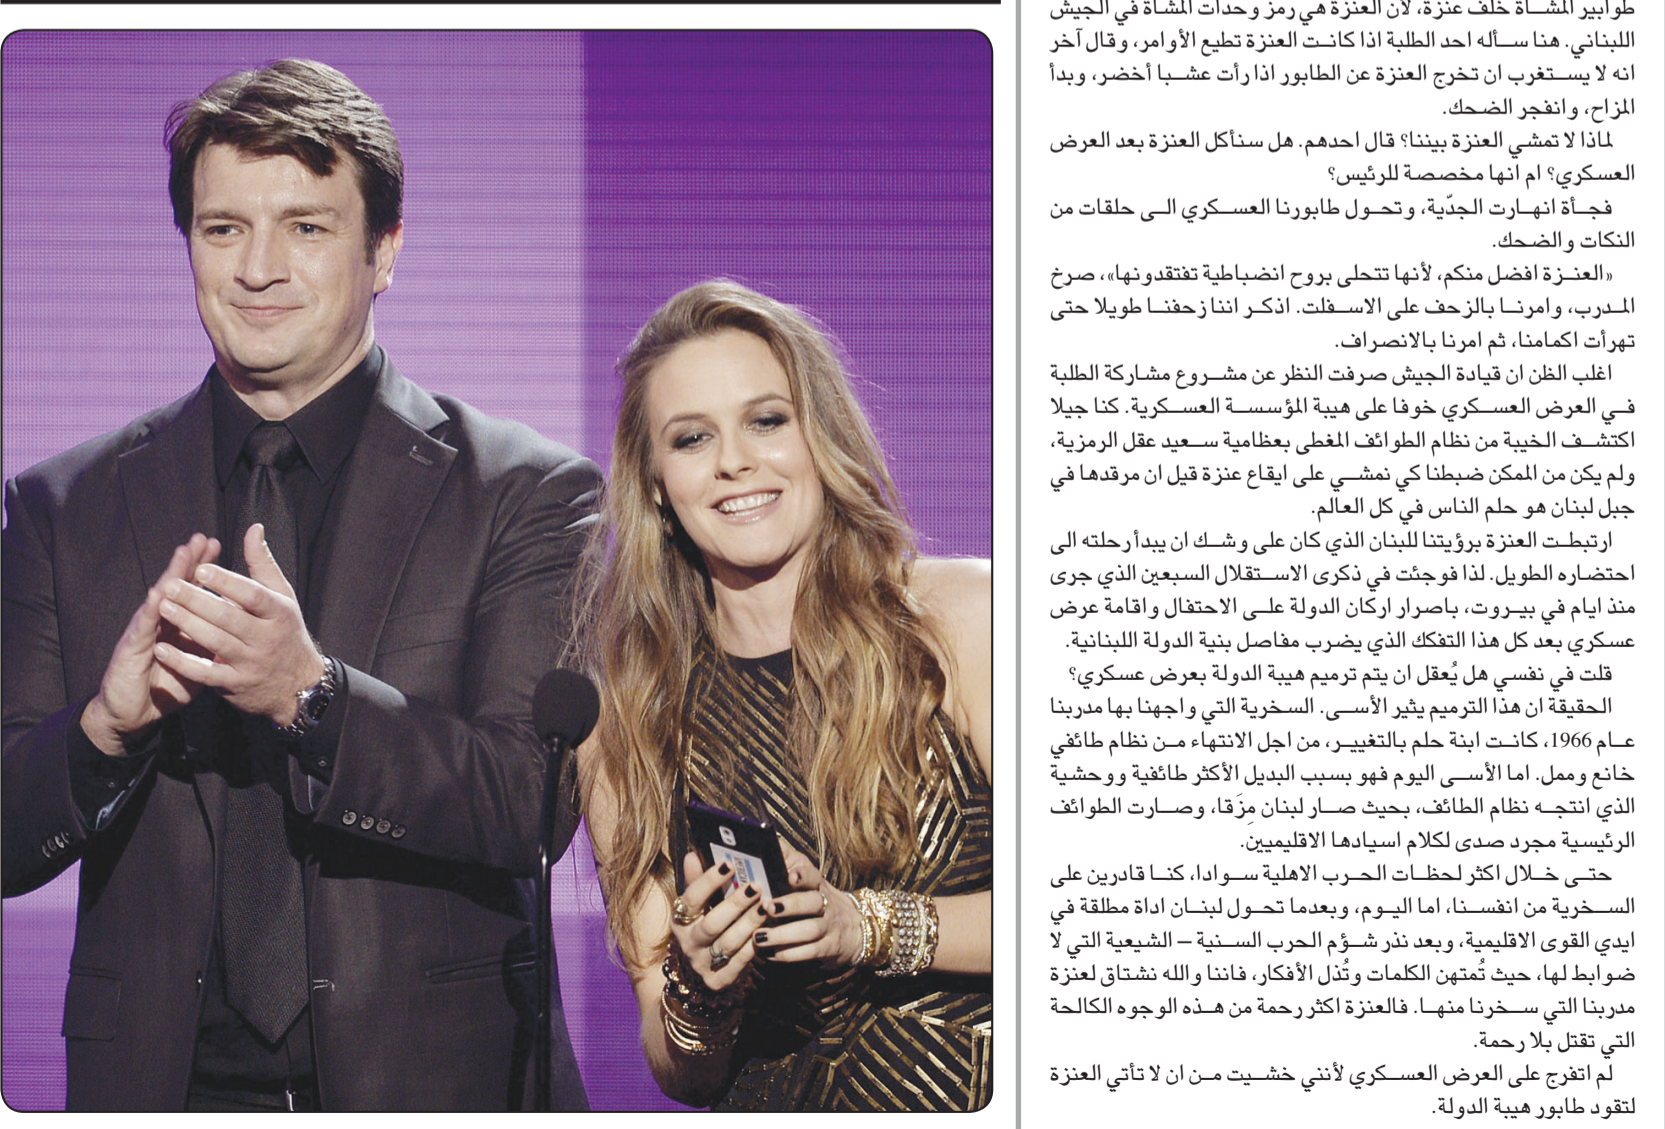 طوابير المشاة خلف عنزة، لأن العنزة هي رمز وحدات المشاة في الجيش
اللبناني. هنا سأله احد الطلبة اذا كانت العنزة تطيع الأوامر، وقال آخر
انه لا يستغرب ان تخرج العنزة عن الطابور اذا رأت عشبا أخضر، وبدأ
المزاح، وانفجر الضحك.
لماذا لا تمشي العنزة بيننا؟ قال احدهم. هل سنأكل العنزة بعد العرض
العسكري؟ ام انها مخصصة للرئيس؟
فجأة انهارت الجدّية، وتحول طابورنا العسكري الى حلقات من
النكات والضحك.
«العنزة افضل منكم، لأنها تتحلى بروح انضباطية تفتقدونها»، صرخ
المدرب، وامرنا بالزحف على الاسفلت. اذكر اننا زحفنا طويلا حتى
تهرأت اكمامنا، ثم امرنا بالانصراف.
اغلب الظن ان قيادة الجيش صرفت النظر عن مشروع مشاركة الطلبة
في العرض العسكري خوفا على هيبة المؤسسة العسكرية. كنا جيلا
اكتشف الخيبة من نظام الطوائف المغطى بعظامية سعيد عقل الرمزية،
ولم يكن من الممكن ضبطنا كي نمشي على ايقاع عنزة قيل ان مرقدها في
جبل لبنان هو حلم الناس في كل العالم.
ارتبطت العنزة برؤيتنا للبنان الذي كان على وشك ان يبدأ رحلته الى
احتضاره الطويل. لذا فوجئت في ذكرى الاستقلال السبعين الذي جرى
منذ ايام في بيروت، باصرار اركان الدولة على الاحتفال واقامة عرض
عسكري بعد كل هذا التفكك الذي يضرب مفاصل بنية الدولة اللبنانية.
قلت في نفسي هل يُعقل ان يتم ترميم هيبة الدولة بعرض عسكري؟
الحقيقة ان هذا الترميم يثير الأسى. السخرية التي واجهنا بها مدربنا
عام 1966، كانت ابنة حلم بالتغيير، من اجل الانتهاء من نظام طائفي
خانع وممل. اما الأسى اليوم فهو بسبب البديل الأكثر طائفية ووحشية
الذي انتجه نظام الطائف، بحيث صار لبنان مِزَقا، وصارت الطوائف
الرئيسية مجرد صدى لكلام اسيادها الاقليميين.
حتى خلال اكثر لحظات الحرب الاهلية سوادا، كنا قادرين على
السخرية من انفسنا، اما اليوم، وبعدما تحول لبنان اداة مطلقة في
ايدي القوى الاقليمية، وبعد نذر شؤم الحرب السنية – الشيعية التي لا
ضوابط لها، حيث تُمتهن الكلمات وتُذل الأفكار، فاننا والله نشتاق لعنزة
مدربنا التي سخرنا منها. فالعنزة اكثر رحمة من هذه الوجوه الكالحة
التي تقتل بلا رحمة.
لم اتفرج على العرض العسكري لأنني خشيت من ان لا تأتي العنزة
لتقود طابور هيبة الدولة.